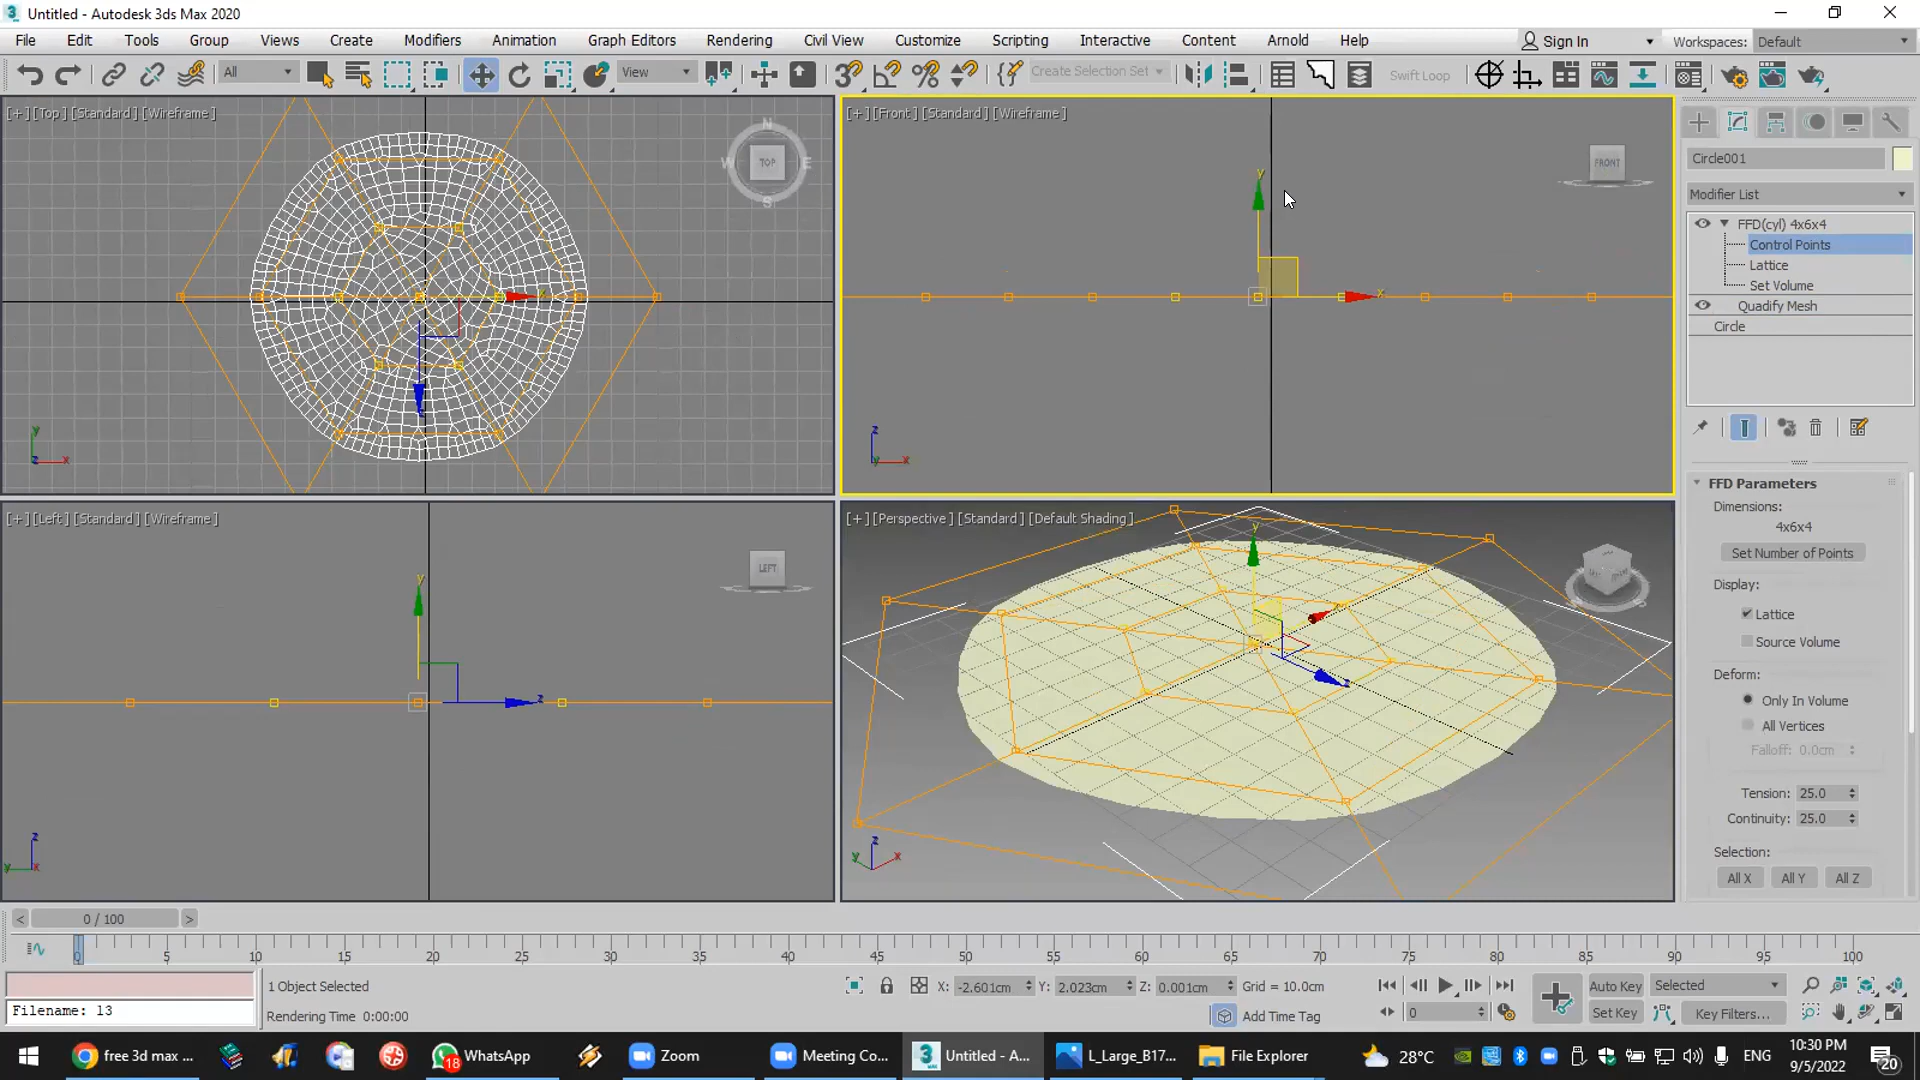 3 Untitled - Autodesk 3ds Max 2020
File Edit Tools Group Views Create Modifiers Animation Graph Editors Rendering Civil View Customize Scripting Interactive Content Arnold Help Sign In Workspaces: Default
All View Create Selection Set Swift Loop
[+] [Top] [Standard] [Wireframe]
[+] [Front] [Standard] [Wireframe]
N
W TOP E
S
FRONT
Circle001
Modifier List
FFD(cyl) 4x6x4
Control Points
Lattice
Set Volume
Quadify Mesh
Circle
y
x
x
z
y
z x
z
y x
[+] [Left] [Standard] [Wireframe]
[+] [Perspective] [Standard] [Default Shading]
LEFT
y
z
y
z
z
y x
z
y x
FFD Parameters
Dimensions:
4x6x4
Set Number of Points
Display:
Lattice
Source Volume
Deform:
Only In Volume
All Vertices
Falloff: 0.0cm
Tension: 25.0
Continuity: 25.0
Selection:
All X All Y All Z
< 0 / 100 >
0 5 10 15 20 25 30 35 40 45 50 55 60 65 70 75 80 85 90 95 100
1 Object Selected
X: -2.601cm Y: 2.023cm Z: 0.001cm Grid = 10.0cm
Auto Key Selected
Filename: 13
Rendering Time 0:00:00
Add Time Tag
0
Set Key Key Filters...
free 3d max ... 18 WhatsApp Zoom Meeting Co... 3 MAX Untitled - A... L_Large_B17... File Explorer 28°C ENG
10:30 PM
9/5/2022
20